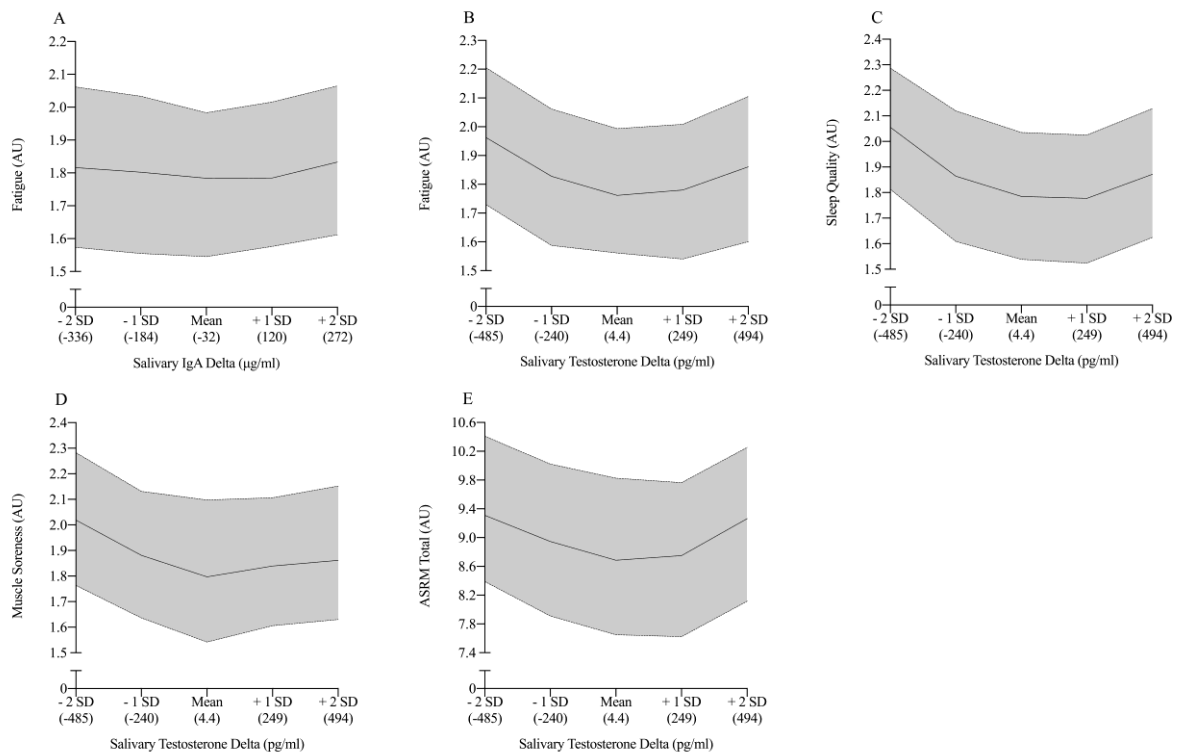 A
2.2
2.1
2.0
1.9
1.8
1.7
1.6
1.5
0
Fatigue (AU)
- 2 SD - 1 SD Mean + 1 SD + 2 SD
(-336) (-184) (-32) (120) (272)
Salivary IgA Delta (µg/ml)
B
2.3
2.2
2.1
2.0
1.9
1.8
1.7
1.6
1.5
0
Fatigue (AU)
- 2 SD - 1 SD Mean + 1 SD + 2 SD
(-485) (-240) (4.4) (249) (494)
Salivary Testosterone Delta (pg/ml)
C
2.4
2.3
2.2
2.1
2.0
1.9
1.8
1.7
1.6
1.5
0
Sleep Quality (AU)
- 2 SD - 1 SD Mean + 1 SD + 2 SD
(-485) (-240) (4.4) (249) (494)
Salivary Testosterone Delta (pg/ml)
D
2.4
2.3
2.2
2.1
2.0
1.9
1.8
1.7
1.6
1.5
0
Muscle Soreness (AU)
- 2 SD - 1 SD Mean + 1 SD + 2 SD
(-485) (-240) (4.4) (249) (494)
Salivary Testosterone Delta (pg/ml)
E
10.6
10.2
9.8
9.4
9.0
8.6
8.2
7.8
7.4
0
ASRM Total (AU)
- 2 SD - 1 SD Mean + 1 SD + 2 SD
(-485) (-240) (4.4) (249) (494)
Salivary Testosterone Delta (pg/ml)